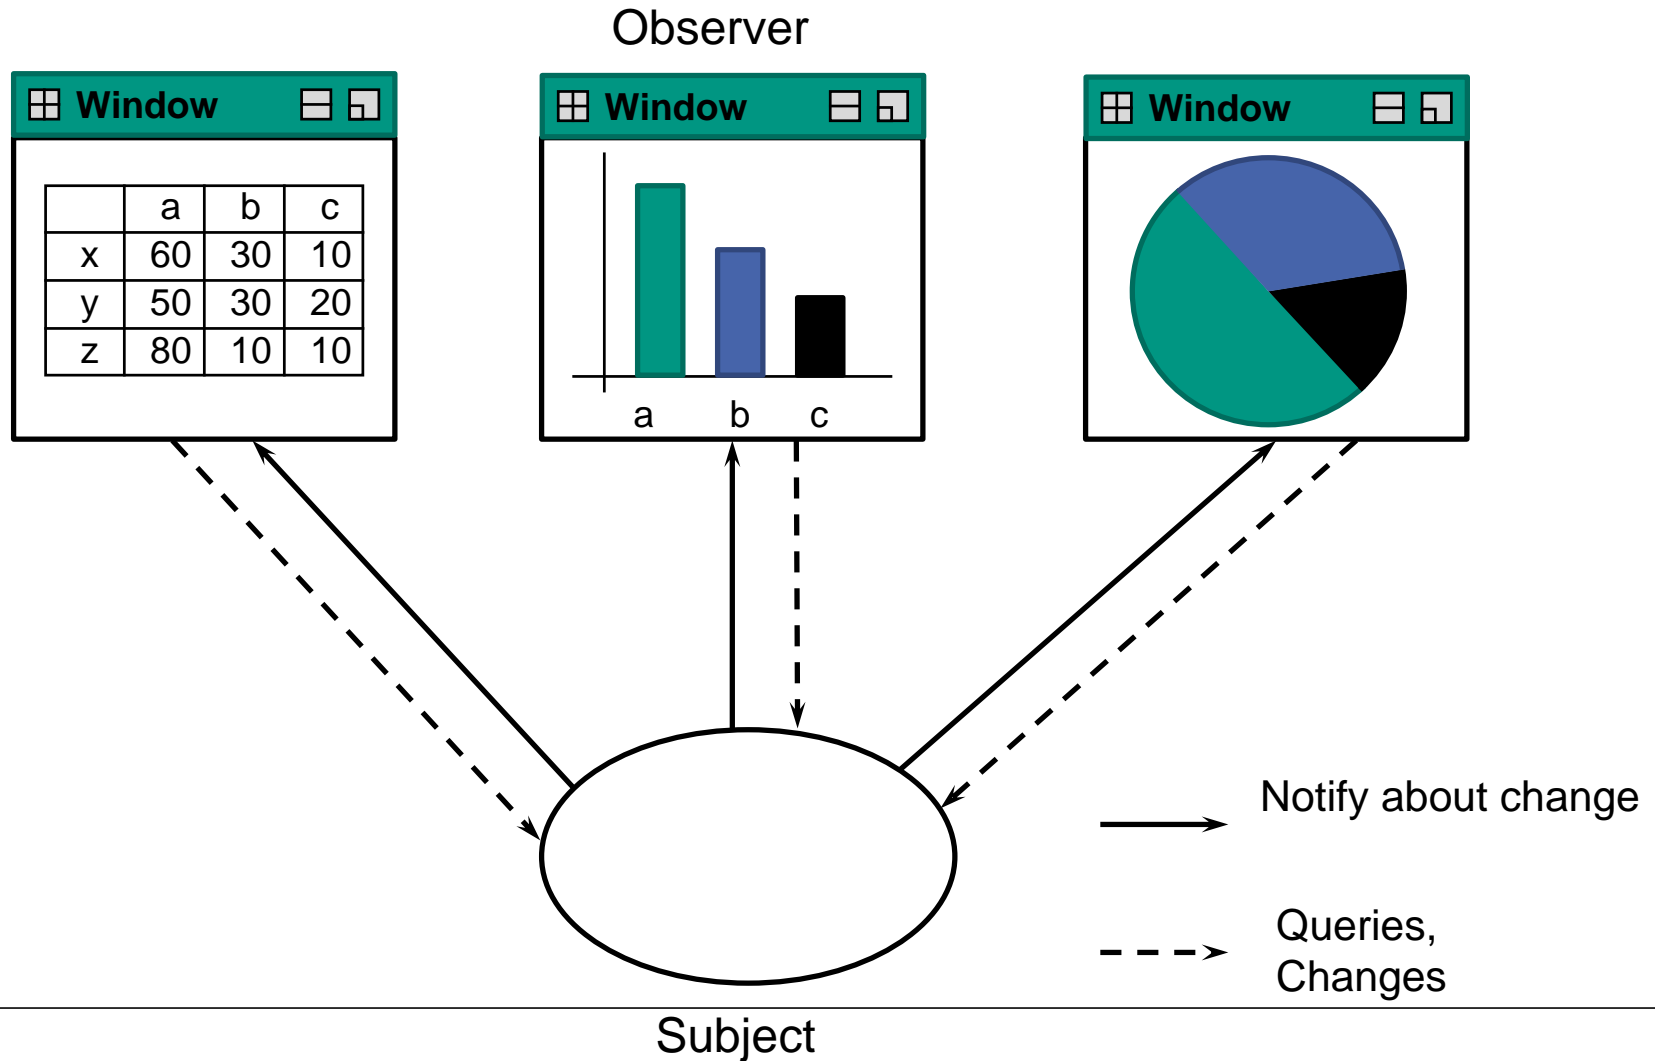 Observer
Window
Window
Window
a b c
x 60 30 10
y 50 30 20
z 80 10 10
a b c
Notify about change
Queries,
Changes
Subject